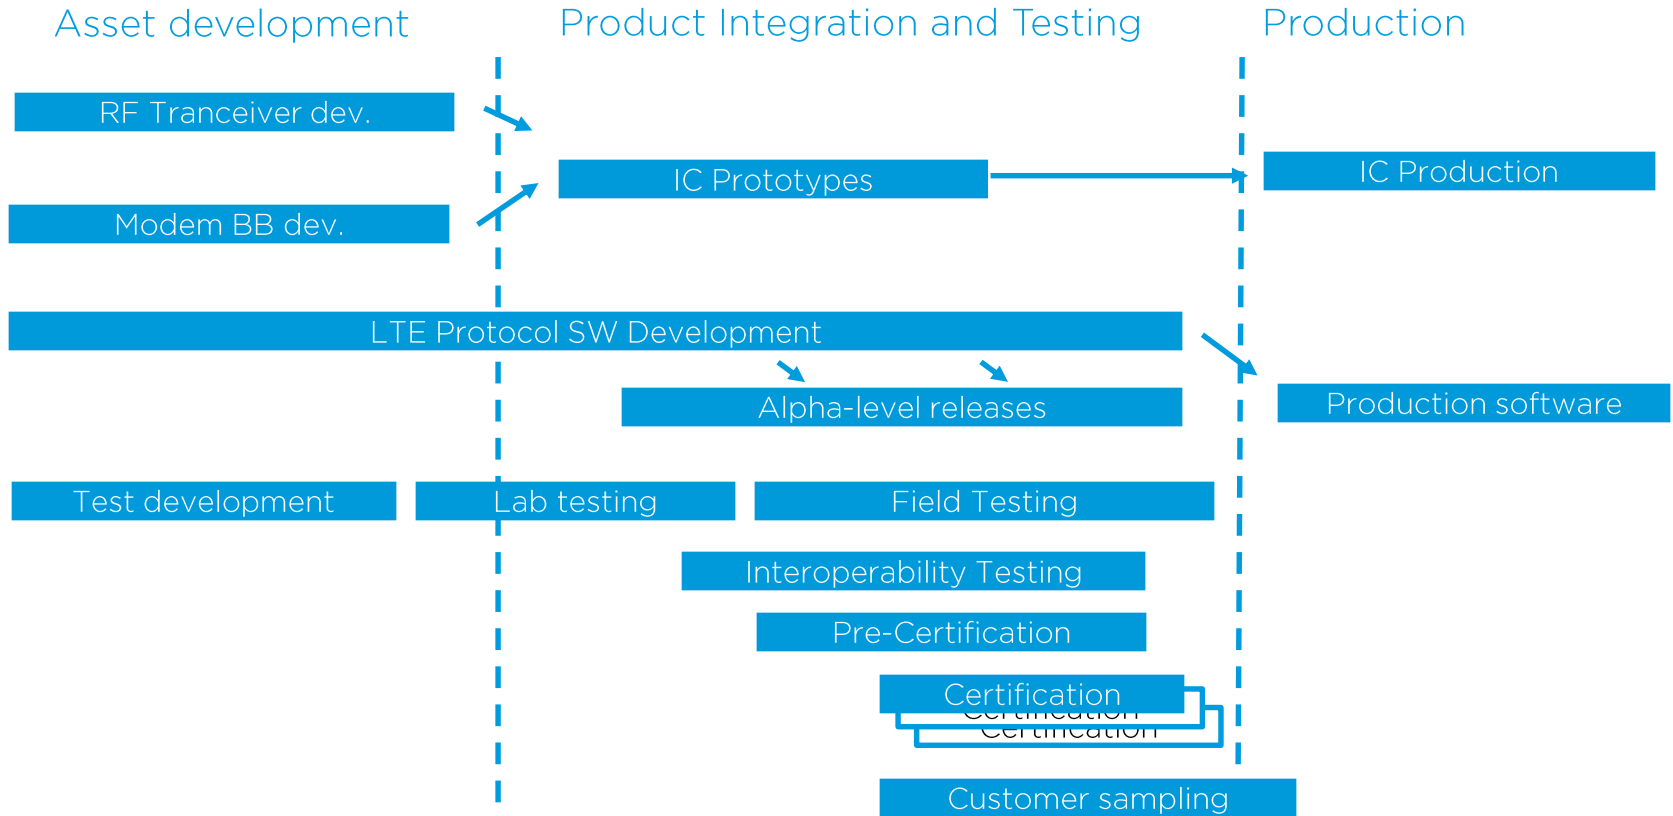 Asset development
Product Integration and Testing
Production
RF Tranceiver dev.
IC Prototypes
IC Production
Modem BB dev.
LTE Protocol SW Development
Alpha-level releases
Production software
Test development
Lab testing
Field Testing
Interoperability Testing
Pre-Certification
Certification
Certification
Certification
Customer sampling